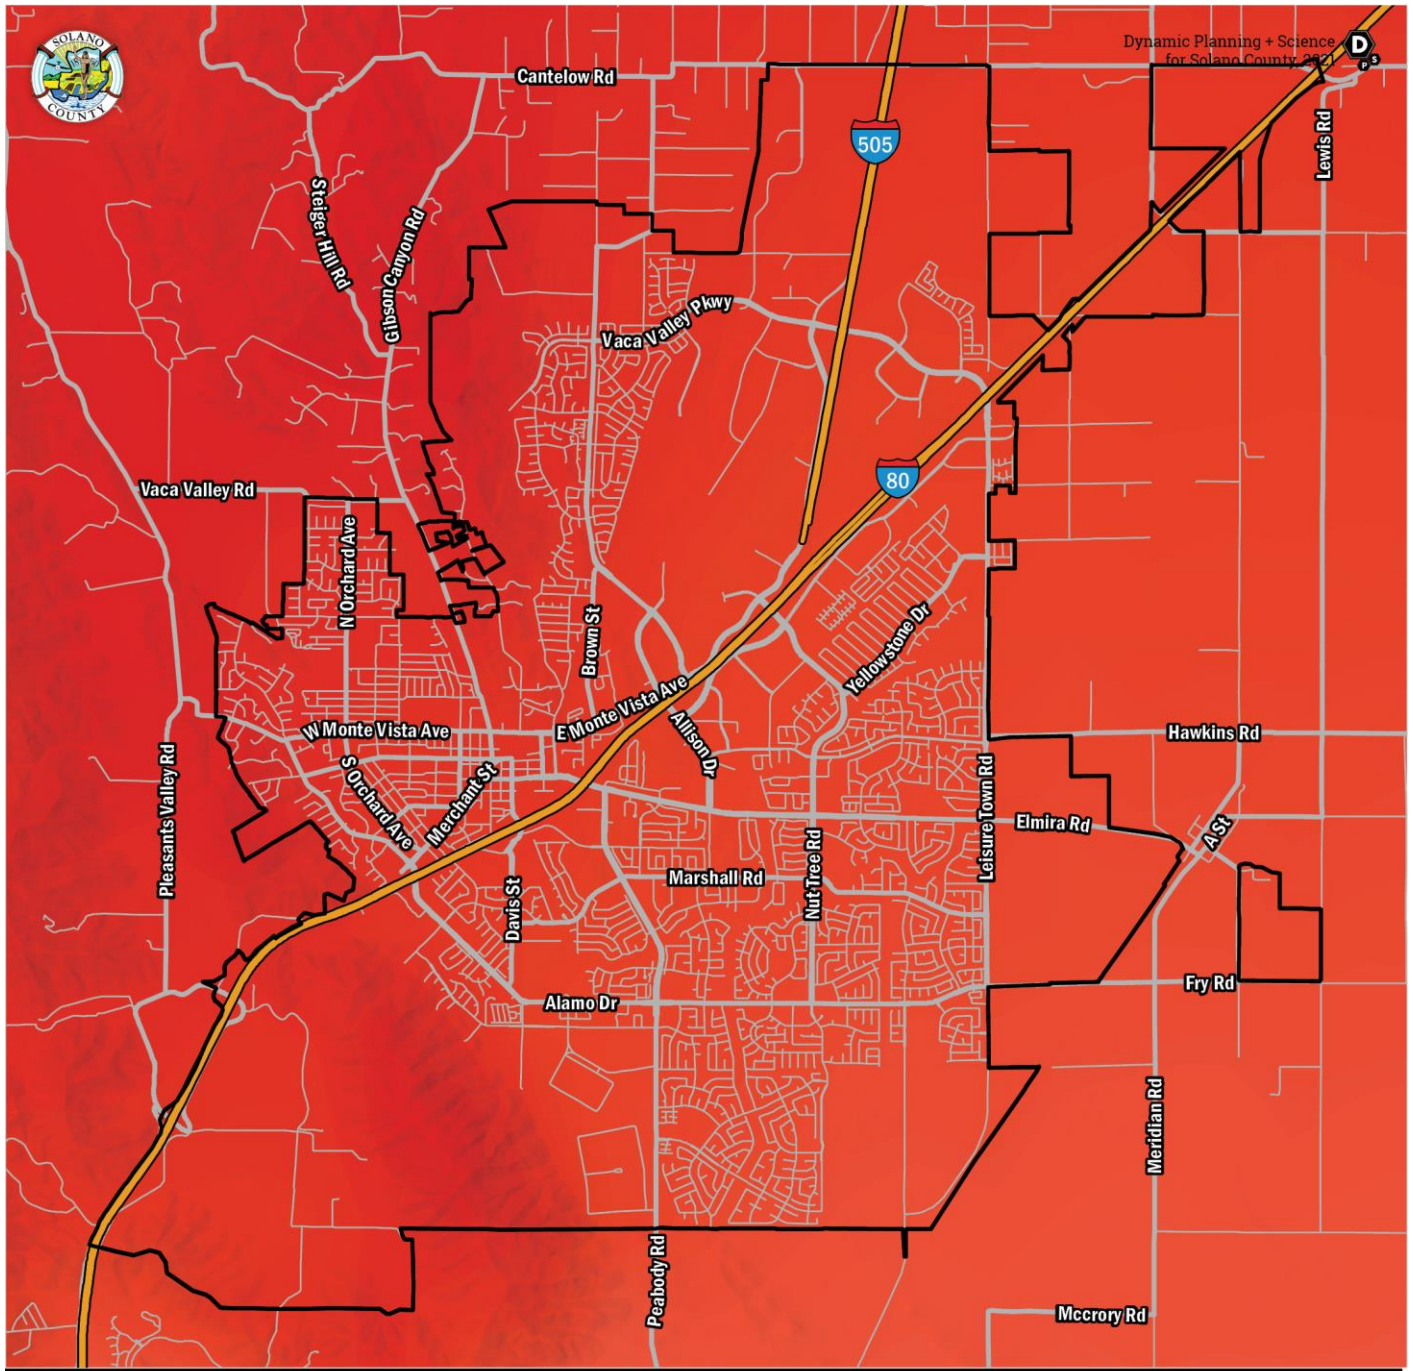 SOLANO
COUNTY
Dynamic Planning + Science
for Solano County, 2021
D
P
S
Cantelow Rd
505
Lewis Rd
Steiger Hill Rd
Gibson Canyon Rd
Vaca Valley Pkwy
80
Vaca Valley Rd
N Orchard Ave
Brown St
Yellowstone Dr
E Monte Vista Ave
W Monte Vista Ave
Allison Dr
Hawkins Rd
Pleasants Valley Rd
S Orchard Ave
Merchant St
Leisure Town Rd
Elmira Rd
A St
Marshall Rd
Nut Tree Rd
Davis St
Fry Rd
Alamo Dr
Meridian Rd
Peabody Rd
Mccrory Rd